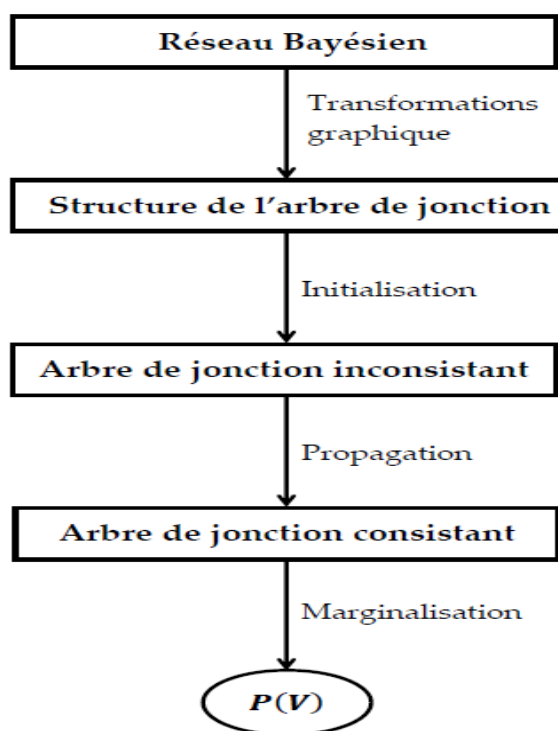 Réseau Bayésien
Transformations
graphique
Structure de l'arbre de jonction
Initialisation
Arbre de jonction inconsistant
Propagation
Arbre de jonction consistant
Marginalisation
P(V)